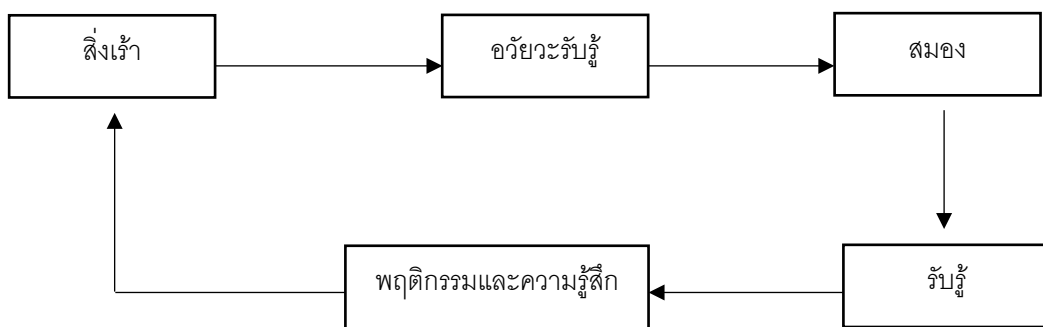 สิ่งเร้า
อวัยวะรับรู้
สมอง
พฤติกรรมและความรู้สึก
รับรู้